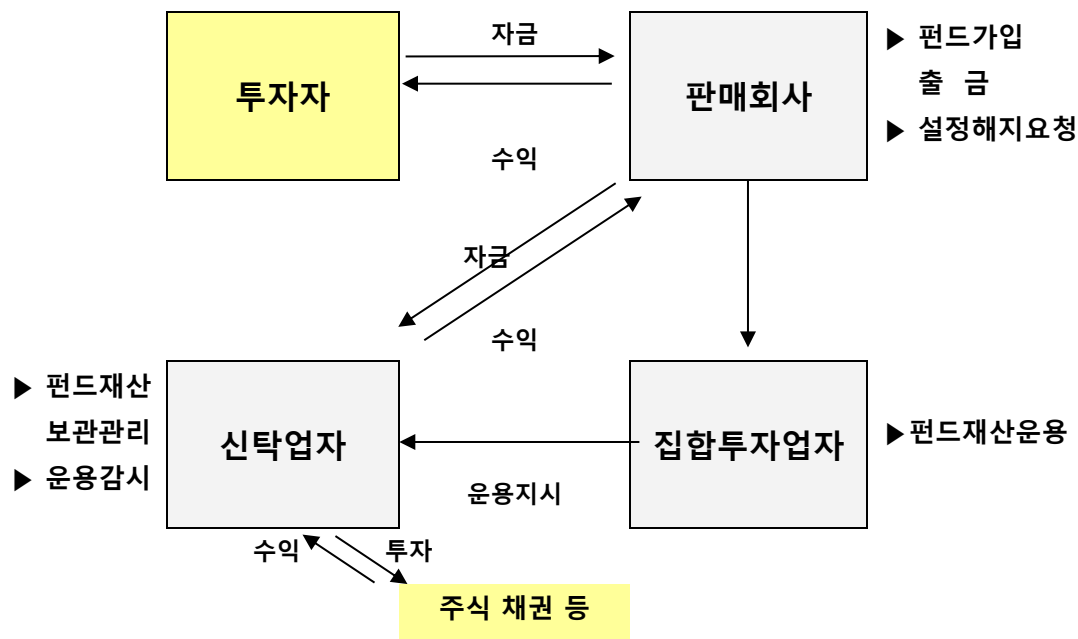 자금
▶ 펀드가입
출 금
▶ 설정해지요청
투자자
판매회사
수익
자금
수익
▶ 펀드재산
보관관리
▶ 운용감시
신탁업자
집합투자업자
▶펀드재산운용
운용지시
수익
투자
주식 채권 등